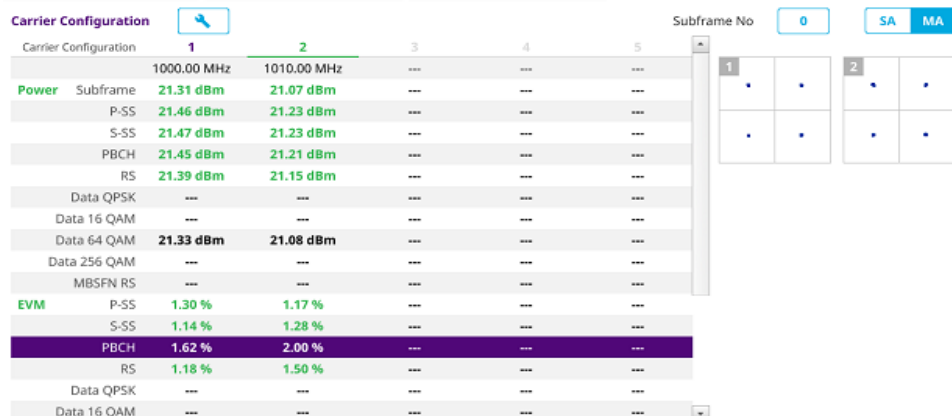 Carrier Configuration Subframe No 0 SA MA
Carrier Configuration 1 2 3 4 5
1000.00 MHz 1010.00 MHz --- --- ---
Power Subframe 21.31 dBm 21.07 dBm --- --- ---
P-SS 21.46 dBm 21.23 dBm --- --- ---
S-SS 21.47 dBm 21.23 dBm --- --- ---
PBCH 21.45 dBm 21.21 dBm --- --- ---
RS 21.39 dBm 21.15 dBm --- --- ---
Data QPSK --- --- --- --- ---
Data 16 QAM --- --- --- --- ---
Data 64 QAM 21.33 dBm 21.08 dBm --- --- ---
Data 256 QAM --- --- --- --- ---
MBSFN RS --- --- --- --- ---
EVM P-SS 1.30 % 1.17 % --- --- ---
S-SS 1.14 % 1.28 % --- --- ---
PBCH 1.62 % 2.00 % --- --- ---
RS 1.18 % 1.50 % --- --- ---
Data QPSK --- --- --- --- ---
Data 16 QAM --- --- --- --- ---
1 2